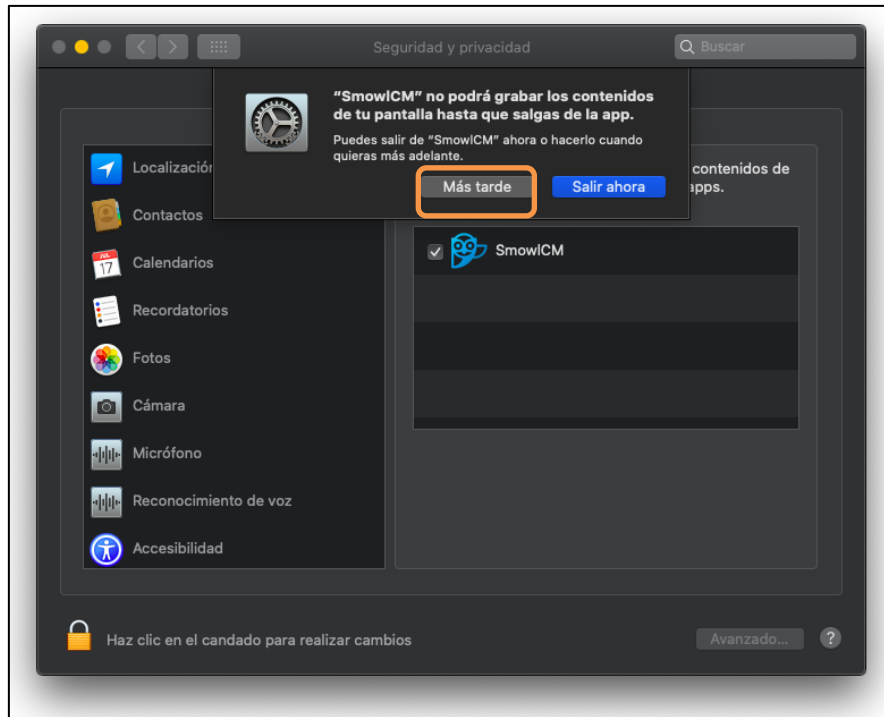 Seguridad y privacidad
Buscar
“SmowlCM” no podrá grabar los contenidos
de tu pantalla hasta que salgas de la app.
Puedes salir de “SmowlCM” ahora o hacerlo cuando
quieras más adelante.
Más tarde
Salir ahora
Localización
contenidos de
apps.
Contactos
JUL
17
Calendarios
SmowlCM
Recordatorios
Fotos
Cámara
Micrófono
Reconocimiento de voz
Accesibilidad
Haz clic en el candado para realizar cambios
Avanzado...
?